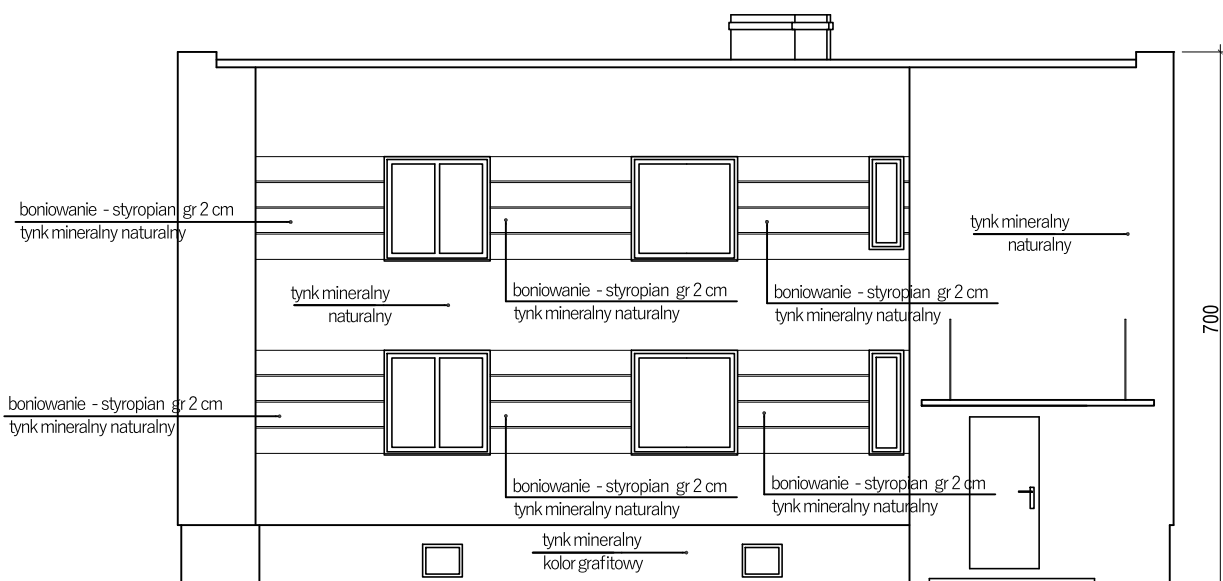 boniowanie - styropian gr 2 cm
tynk mineralny naturalny
tynk mineralny
naturalny
tynk mineralny
naturalny
boniowanie - styropian gr 2 cm
tynk mineralny naturalny
boniowanie - styropian gr 2 cm
tynk mineralny naturalny
700
boniowanie - styropian gr 2 cm
tynk mineralny naturalny
boniowanie - styropian gr 2 cm
tynk mineralny naturalny
boniowanie - styropian gr 2 cm
tynk mineralny naturalny
tynk mineralny
kolor grafitowy